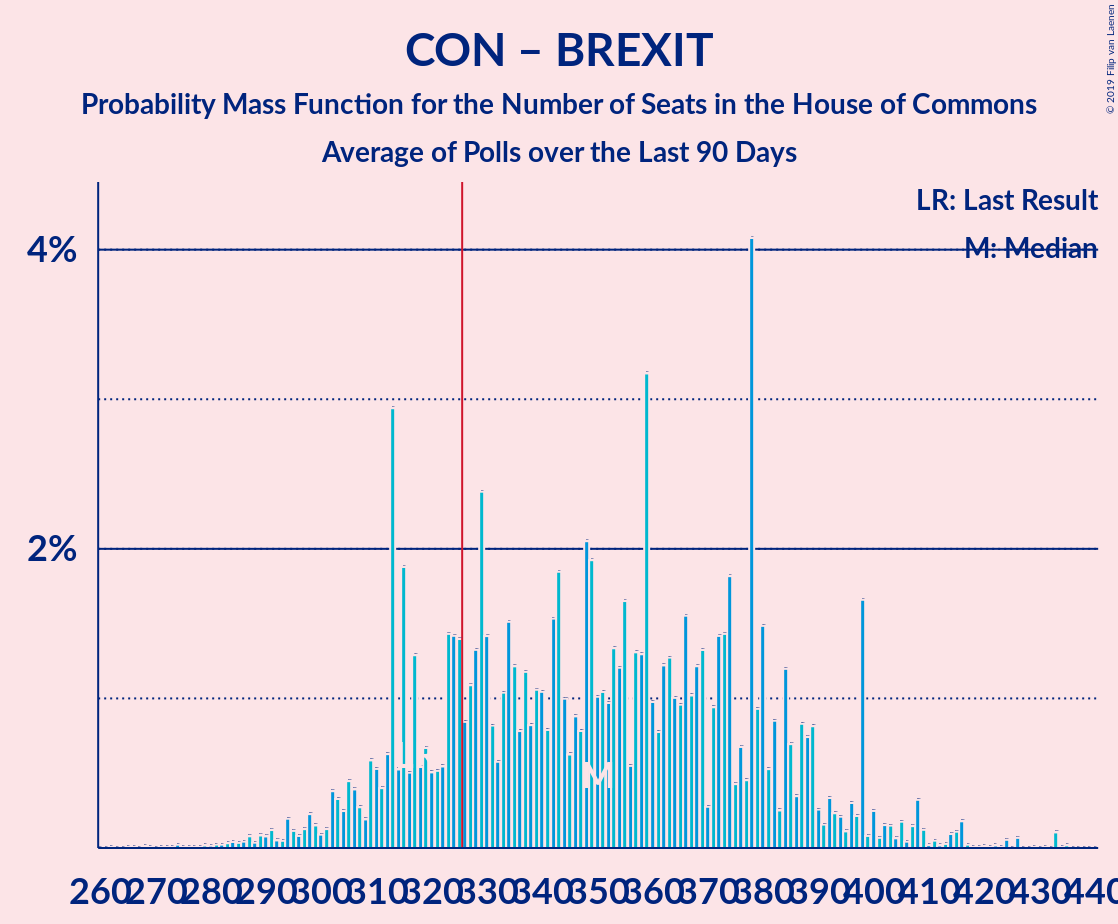 CON – BREXIT
Probability Mass Function for the Number of Seats in the House of Commons
Average of Polls over the Last 90 Days
© 2019 Filip van Laenen
LR: Last Result
M: Median
4%
2%
LR
M
260 270 280 290 300 310 320 330 340 350 360 370 380 390 400 410 420 430 440